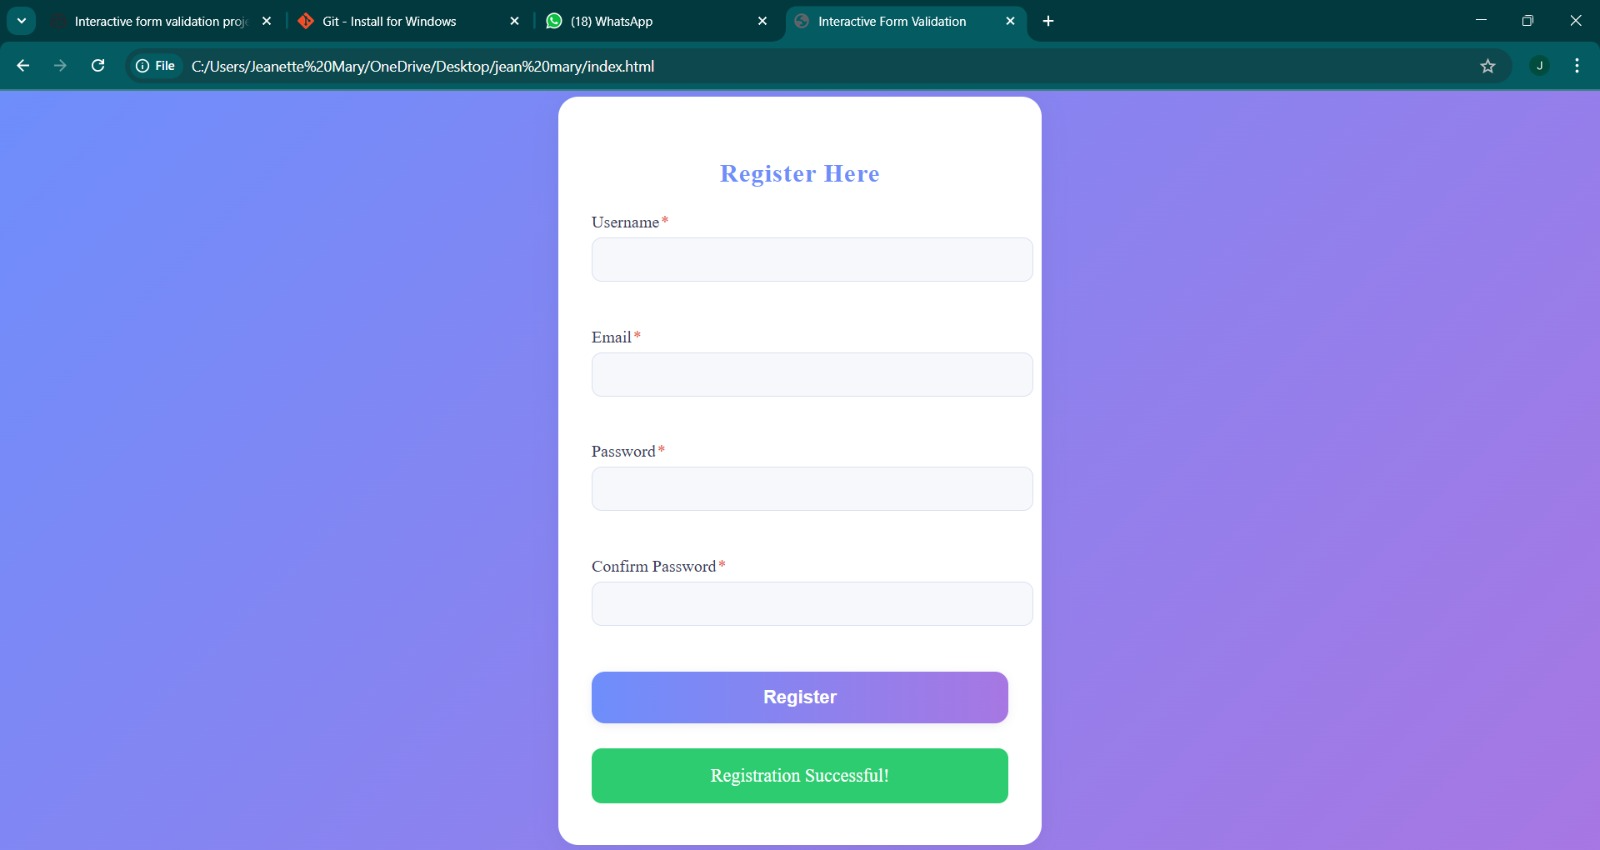 Interactive form validation proj
Git - Install for Windows
(18) WhatsApp
Interactive Form Validation
File
C:/Users/Jeanette%20Mary/OneDrive/Desktop/jean%20mary/index.html
J
Register Here
Username*
Email*
Password*
Confirm Password*
Register
Registration Successful!